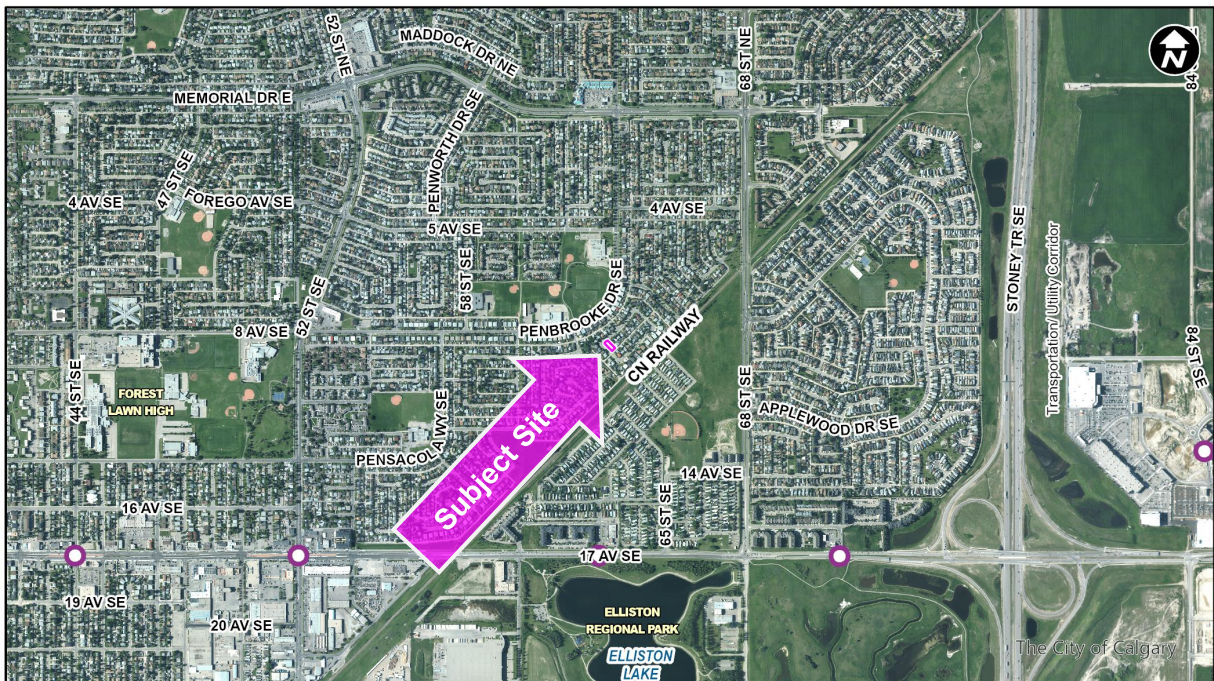 52 ST NE
MADDOCK DR NE
68 ST NE
N
84 ST NE
MEMORIAL DR E
PENWORTH DR SE
47 ST SE
4 AV SE
FOREGO AV SE
4 AV SE
5 AV SE
STONEY TR SE
Transportation/ Utility Corridor
58 ST SE
52 ST SE
PENBROOKE DR SE
8 AV SE
CN RAILWAY
84 ST SE
44 ST SE
FOREST
LAWN HIGH
68 ST SE
PENSACOLA WY SE
Subject Site
APPLEWOOD DR SE
14 AV SE
65 ST SE
16 AV SE
17 AV SE
19 AV SE
20 AV SE
ELLISTON
REGIONAL PARK
ELLISTON
LAKE
The City of Calgary